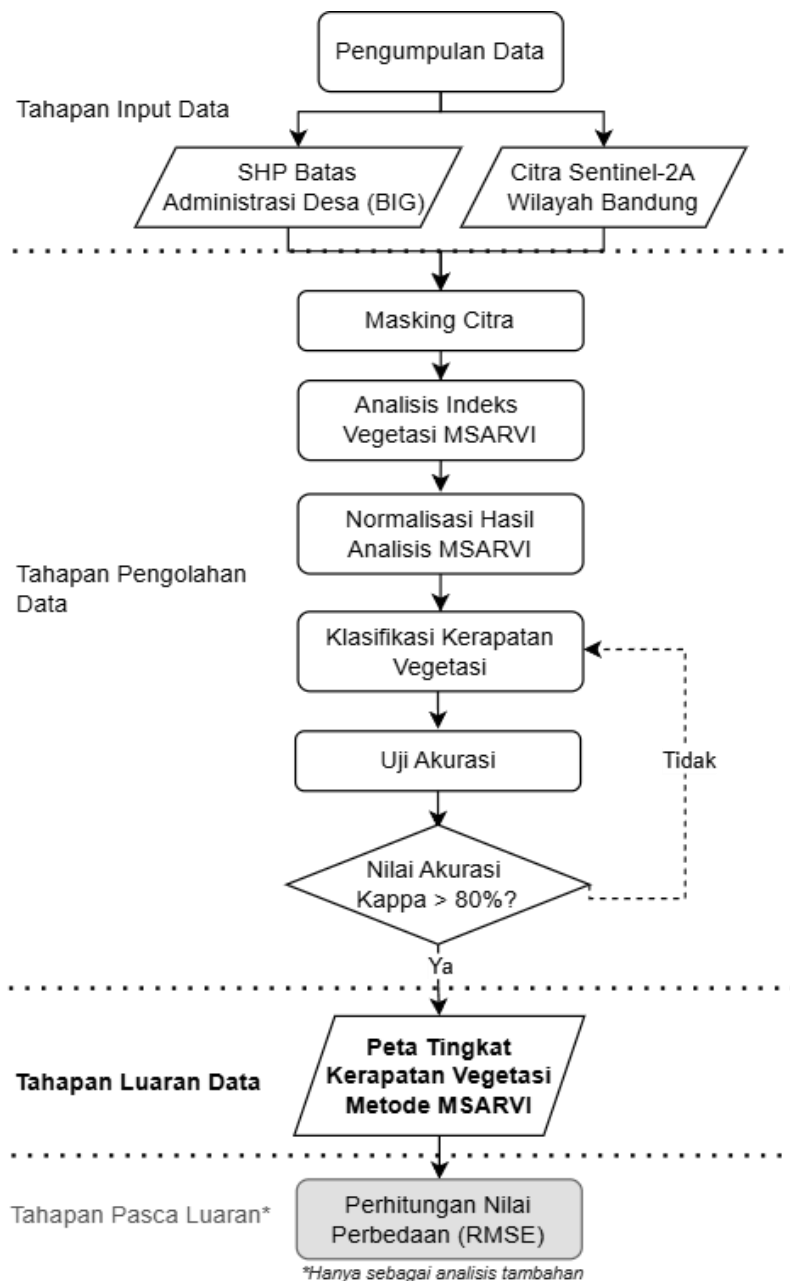 Pengumpulan Data
Tahapan Input Data
SHP Batas
Administrasi Desa (BIG)
Citra Sentinel-2A
Wilayah Bandung
Masking Citra
Analisis Indeks
Vegetasi MSARVI
Normalisasi Hasil
Analisis MSARVI
Tahapan Pengolahan
Data
Klasifikasi Kerapatan
Vegetasi
Uji Akurasi
Tidak
Nilai Akurasi
Kappa > 80%?
Ya
Tahapan Luaran Data
Peta Tingkat
Kerapatan Vegetasi
Metode MSARVI
Tahapan Pasca Luaran*
Perhitungan Nilai
Perbedaan (RMSE)
*Hanya sebagai analisis tambahan